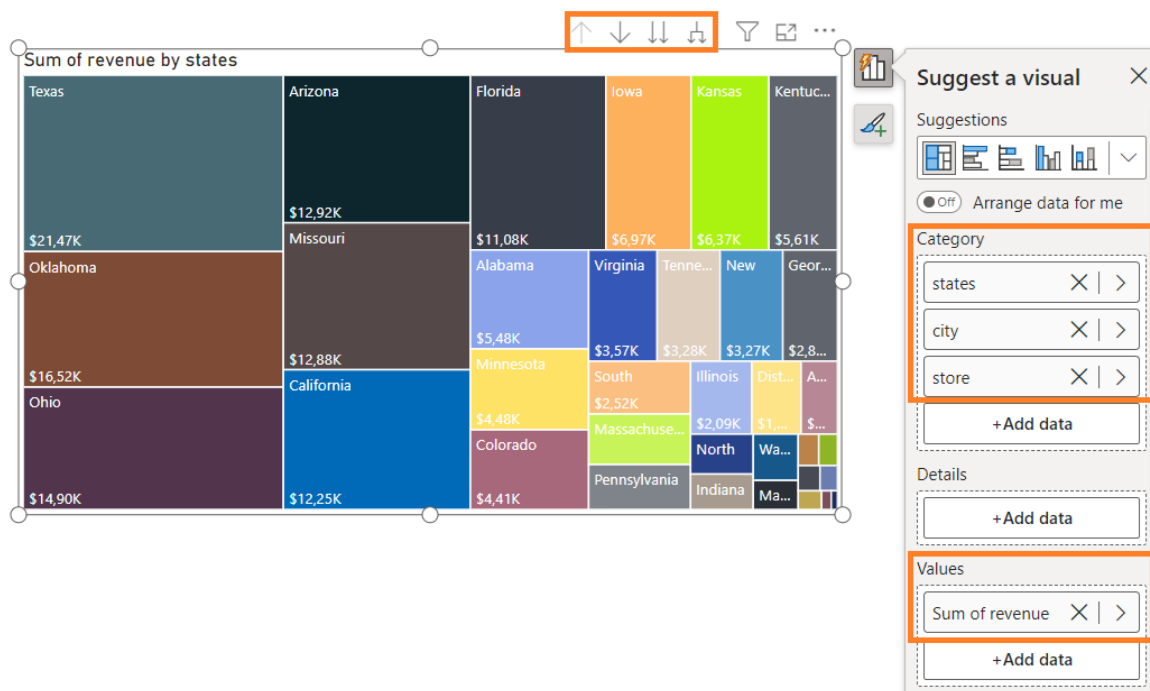 Sum of revenue by states
Texas
$21,47K
Oklahoma
$16,52K
Ohio
$14,90K
Arizona
$12,92K
Missouri
$12,88K
California
$12,25K
Florida
$11,08K
Iowa
$6,97K
Kansas
$6,37K
Kentuc...
$5,61K
Alabama
$5,48K
Minnesota
$4,48K
Colorado
$4,41K
Virginia
$3,57K
Tenne...
$3,28K
New
$3,27K
Geor...
$2,8...
South
$2,52K
Massachuse...
Pennsylvania
Illinois
$2,09K
Dist...
$1,...
A...
$...
North
Wa...
Indiana
Ma...
Suggest a visual
Suggestions
Off Arrange data for me
Category
states
city
store
+Add data
Details
+Add data
Values
Sum of revenue
+Add data